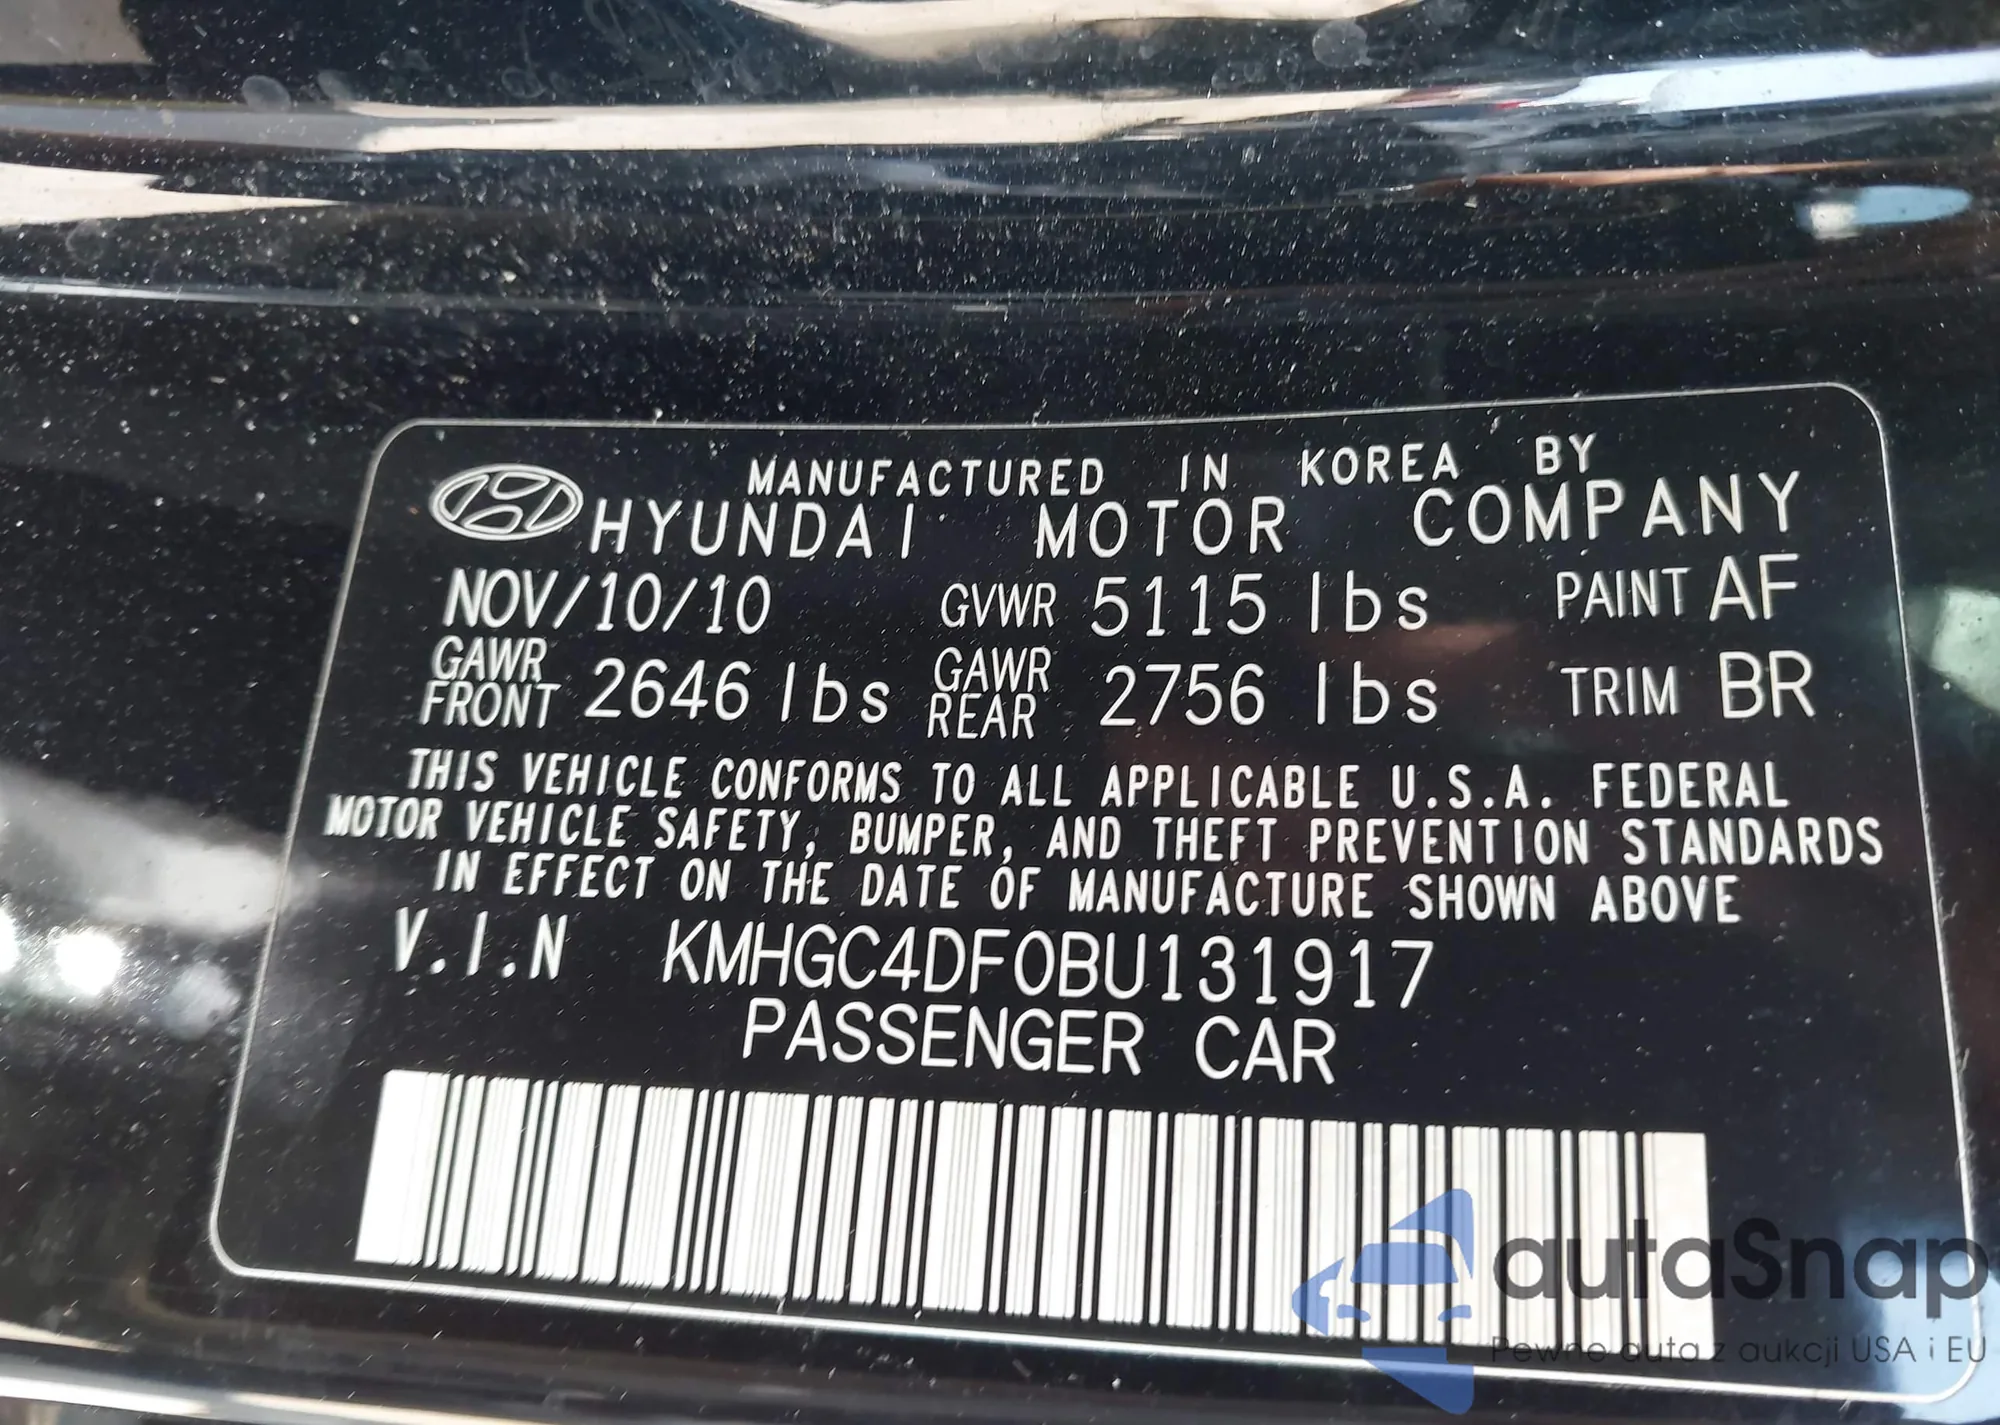 MANUFACTURED IN KOREA BY
HYUNDAI MOTOR COMPANY
NOV/10/10 GVWR 5115 lbs PAINT AF
GAWR FRONT 2646 lbs GAWR REAR 2756 lbs TRIM BR
THIS VEHICLE CONFORMS TO ALL APPLICABLE U.S.A. FEDERAL
MOTOR VEHICLE SAFETY, BUMPER, AND THEFT PREVENTION STANDARDS
IN EFFECT ON THE DATE OF MANUFACTURE SHOWN ABOVE
V.I.N KMHGC4DF0BU131917
PASSENGER CAR
autaSnap
Pewne auta z aukcji USA i EU